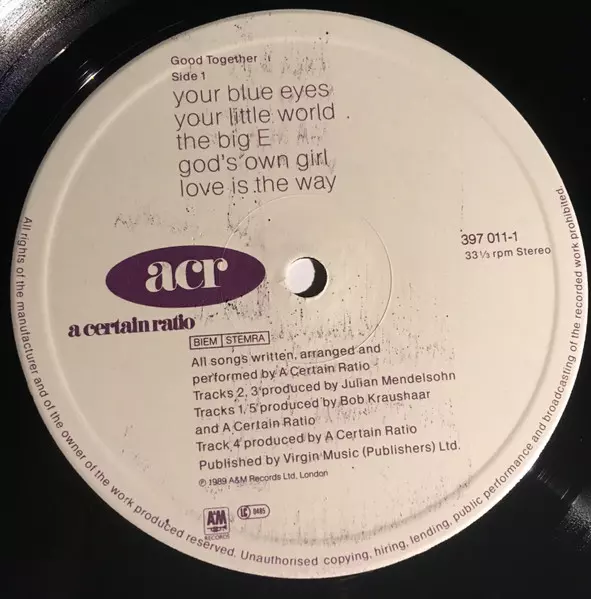 Good Together
Side 1
your blue eyes
your little world
the big E
god's own girl
love is the way
397 011-1
33⅓ rpm Stereo
acr
a certain ratio
BIEM STEMRA
All songs written, arranged and
performed by A Certain Ratio
Tracks 2, 3 produced by Julian Mendelsohn
Tracks 1, 5 produced by Bob Kraushaar
and A Certain Ratio
Track 4 produced by A Certain Ratio
Published by Virgin Music (Publishers) Ltd.
℗ 1989 A&M Records Ltd, London
A&M
RECORDS
LC 0485
All rights of the manufacturer and of the owner of the work produced reserved. Unauthorised copying, hiring, lending, public performance and broadcasting of the recorded work prohibited.